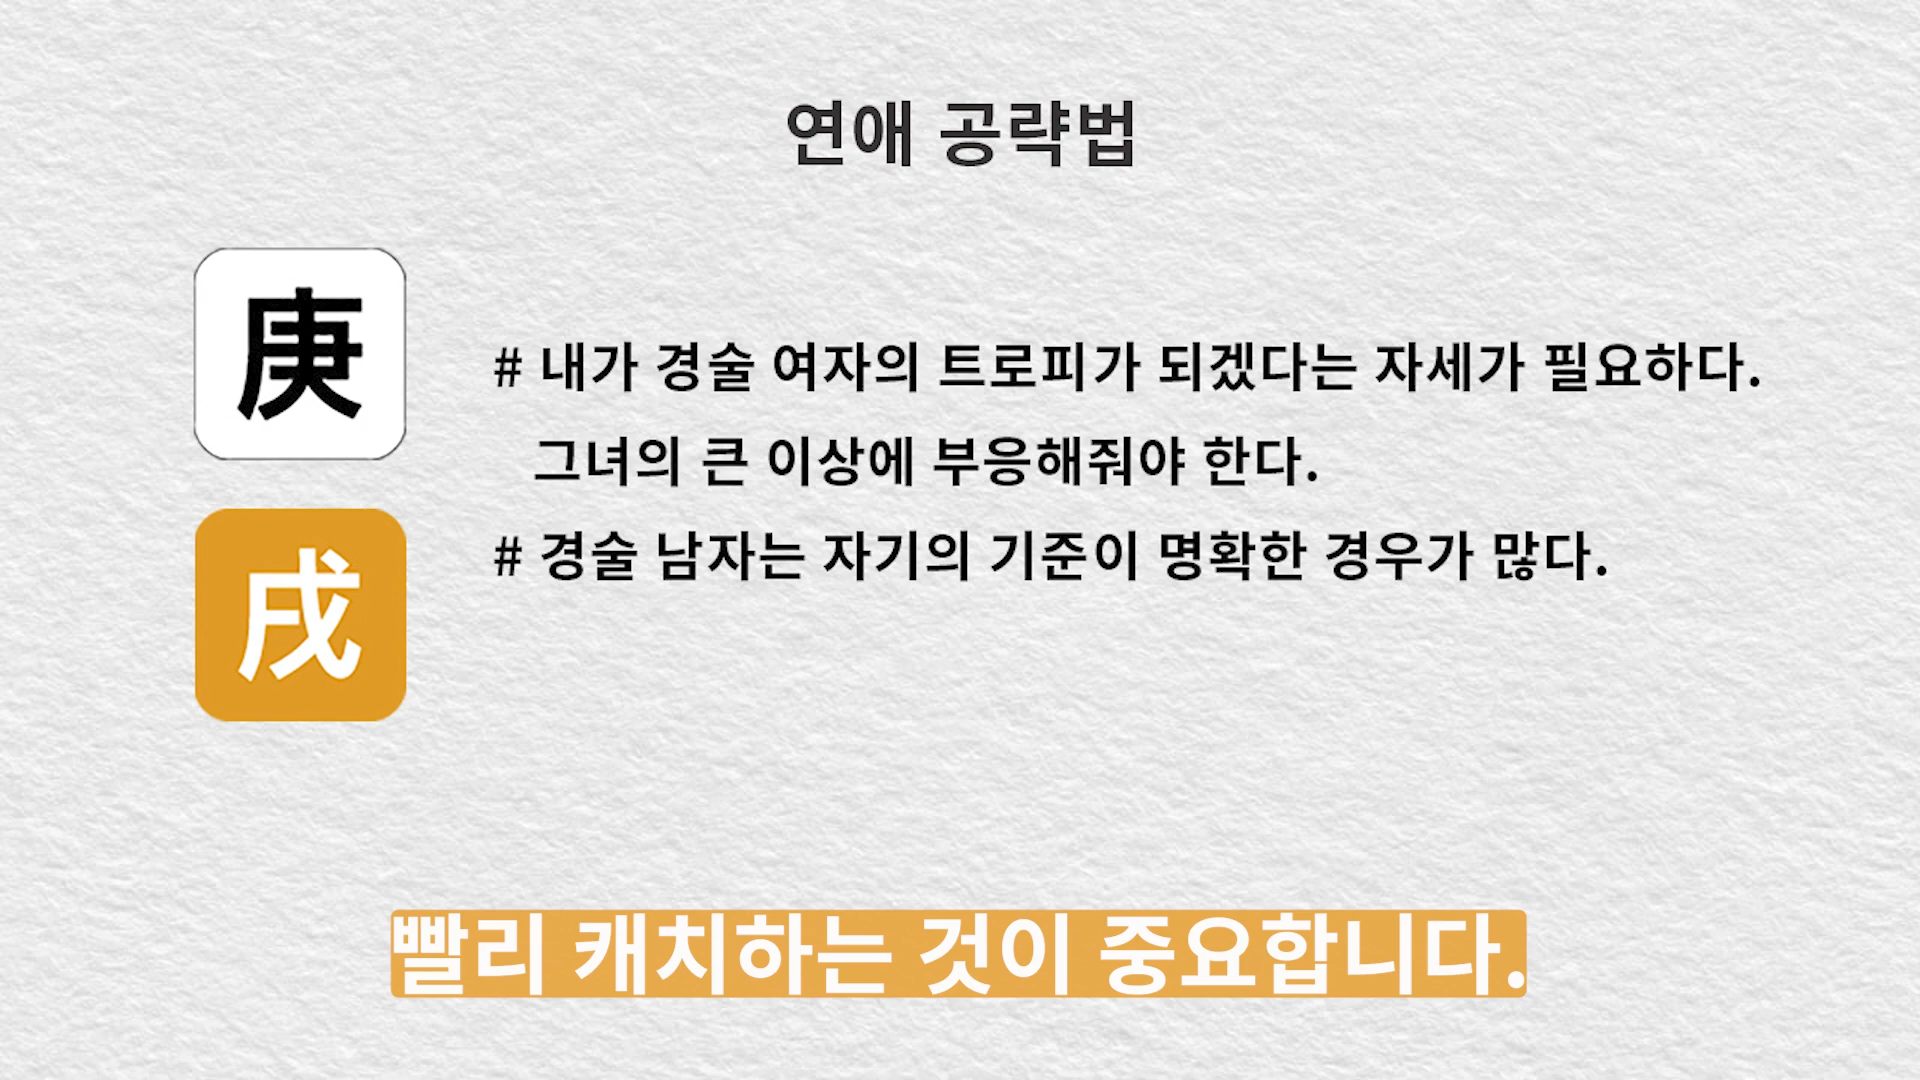 연애 공략법
庚
# 내가 경술 여자의 트로피가 되겠다는 자세가 필요하다.
그녀의 큰 이상에 부응해줘야 한다.
戌
# 경술 남자는 자기의 기준이 명확한 경우가 많다.
빨리 캐치하는 것이 중요합니다.